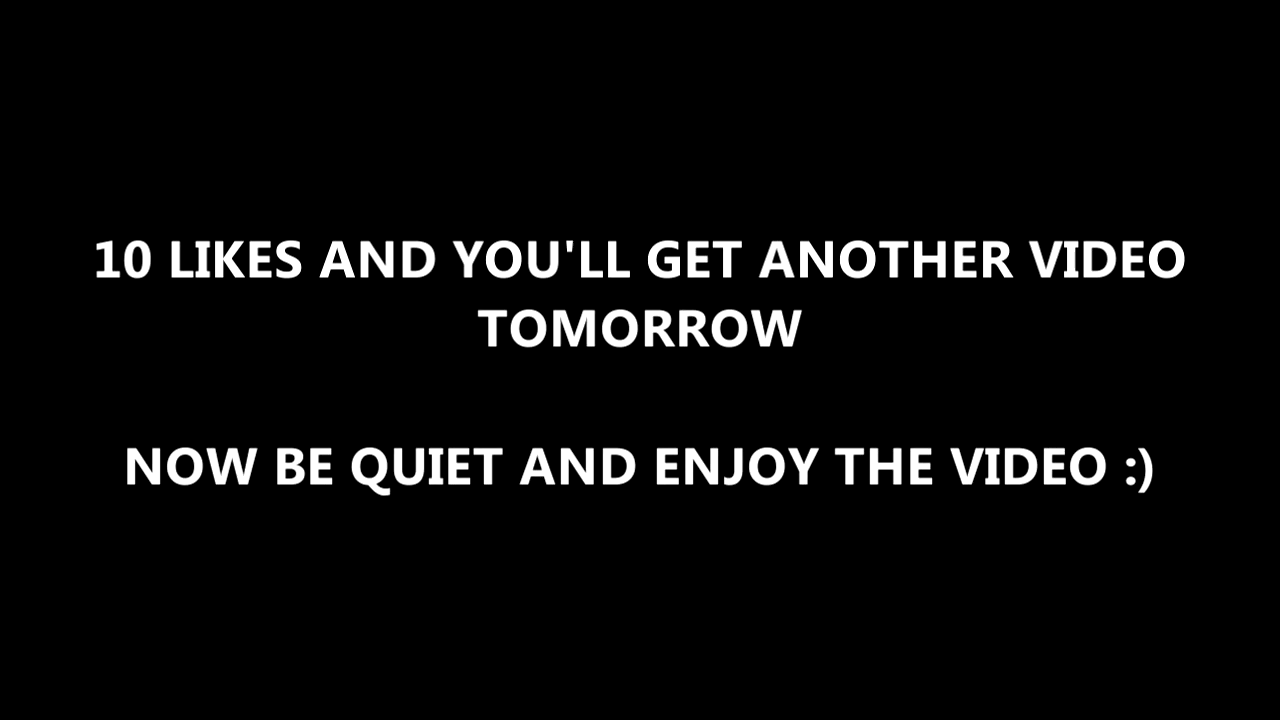 10 LIKES AND YOU'LL GET ANOTHER VIDEO
TOMORROW
NOW BE QUIET AND ENJOY THE VIDEO :)